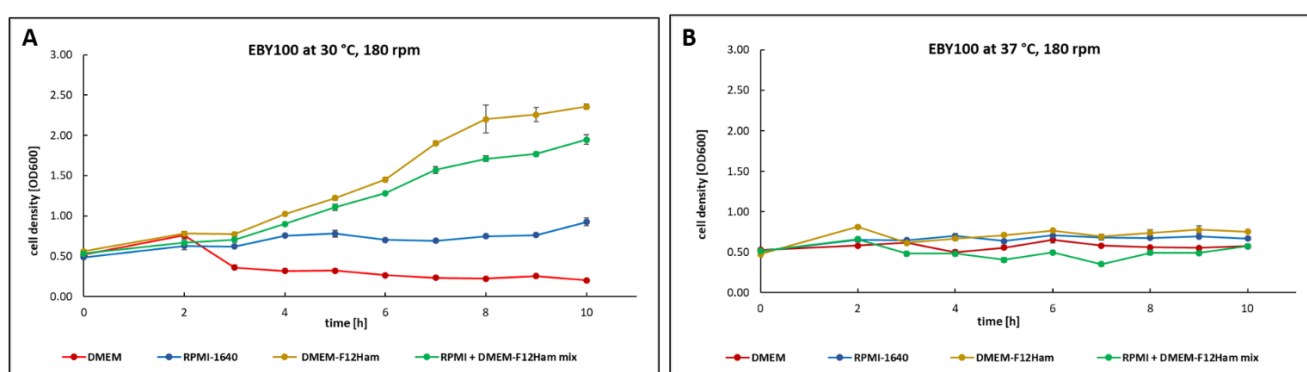 A
EBY100 at 30 °C, 180 rpm
cell density [OD600]
3.00
2.50
2.00
1.50
1.00
0.50
0.00
0 2 4 6 8 10
time [h]
DMEM RPMI-1640 DMEM-F12Ham RPMI + DMEM-F12Ham mix
B
EBY100 at 37 °C, 180 rpm
cell density [OD600]
3.00
2.50
2.00
1.50
1.00
0.50
0.00
0 2 4 6 8 10
time [h]
DMEM RPMI-1640 DMEM-F12Ham RPMI + DMEM-F12Ham mix